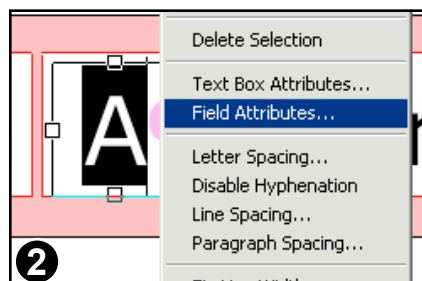 Delete Selection
Text Box Attributes...
A
Field Attributes...
Letter Spacing...
Disable Hyphenation
Line Spacing...
Paragraph Spacing...
2